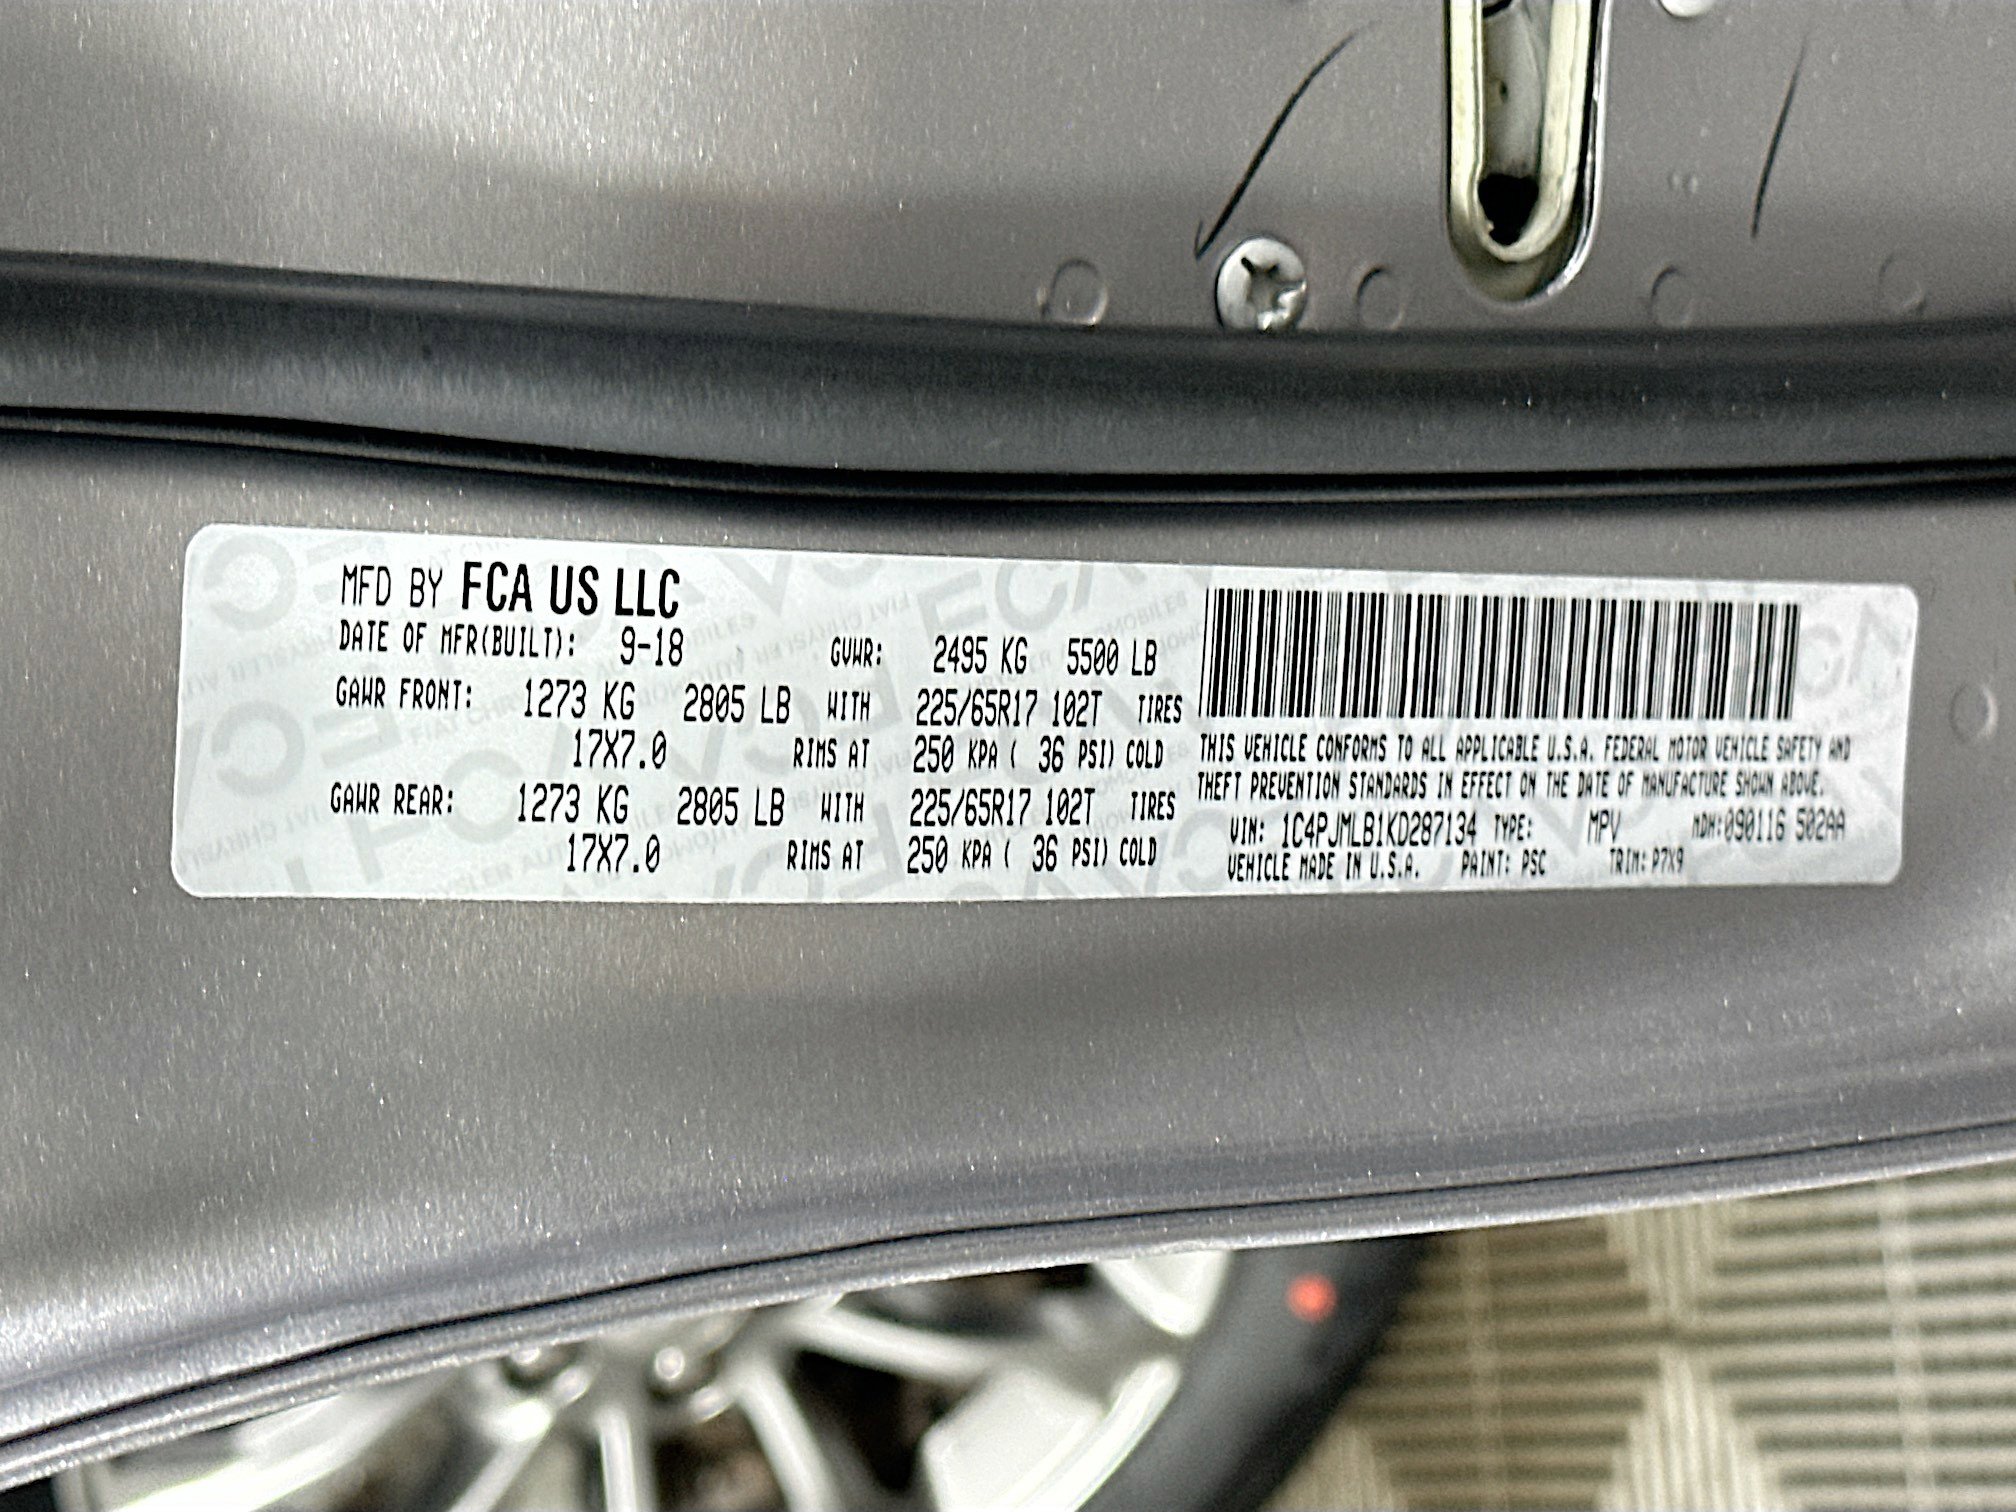 MFD BY FCA US LLC
DATE OF MFR(BUILT): 9-18 GVWR: 2495 KG 5500 LB
GAWR FRONT: 1273 KG 2805 LB WITH 225/65R17 102T TIRES
17X7.0 RIMS AT 250 KPA ( 36 PSI) COLD
GAWR REAR: 1273 KG 2805 LB WITH 225/65R17 102T TIRES
17X7.0 RIMS AT 250 KPA ( 36 PSI) COLD
THIS VEHICLE CONFORMS TO ALL APPLICABLE U.S.A. FEDERAL MOTOR VEHICLE SAFETY AND
THEFT PREVENTION STANDARDS IN EFFECT ON THE DATE OF MANUFACTURE SHOWN ABOVE.
VIN: 1C4PJMLB1KD287134 TYPE: MPV MDH:090116 502AA
VEHICLE MADE IN U.S.A. PAINT: PSC TRIM: P7X9